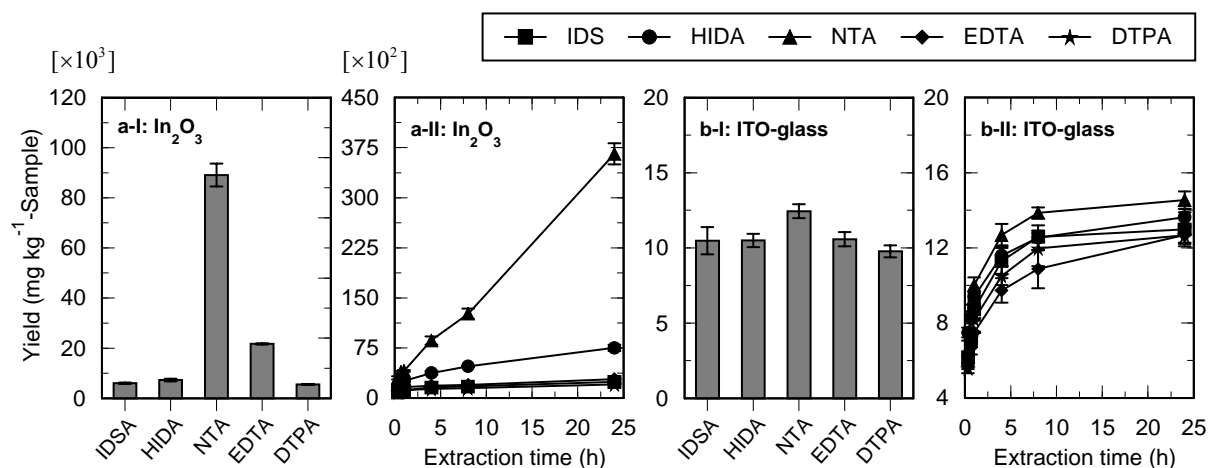 IDS HIDA NTA EDTA DTPA
[×10³] [×10²]
Yield (mg kg⁻¹-Sample)
120
100
80
60
40
20
0
a-I: In₂O₃
IDSA HIDA NTA EDTA DTPA
450
375
300
225
150
75
0
a-II: In₂O₃
0 5 10 15 20 25
Extraction time (h)
20
15
10
5
0
b-I: ITO-glass
IDSA HIDA NTA EDTA DTPA
20
16
12
8
4
b-II: ITO-glass
0 5 10 15 20 25
Extraction time (h)